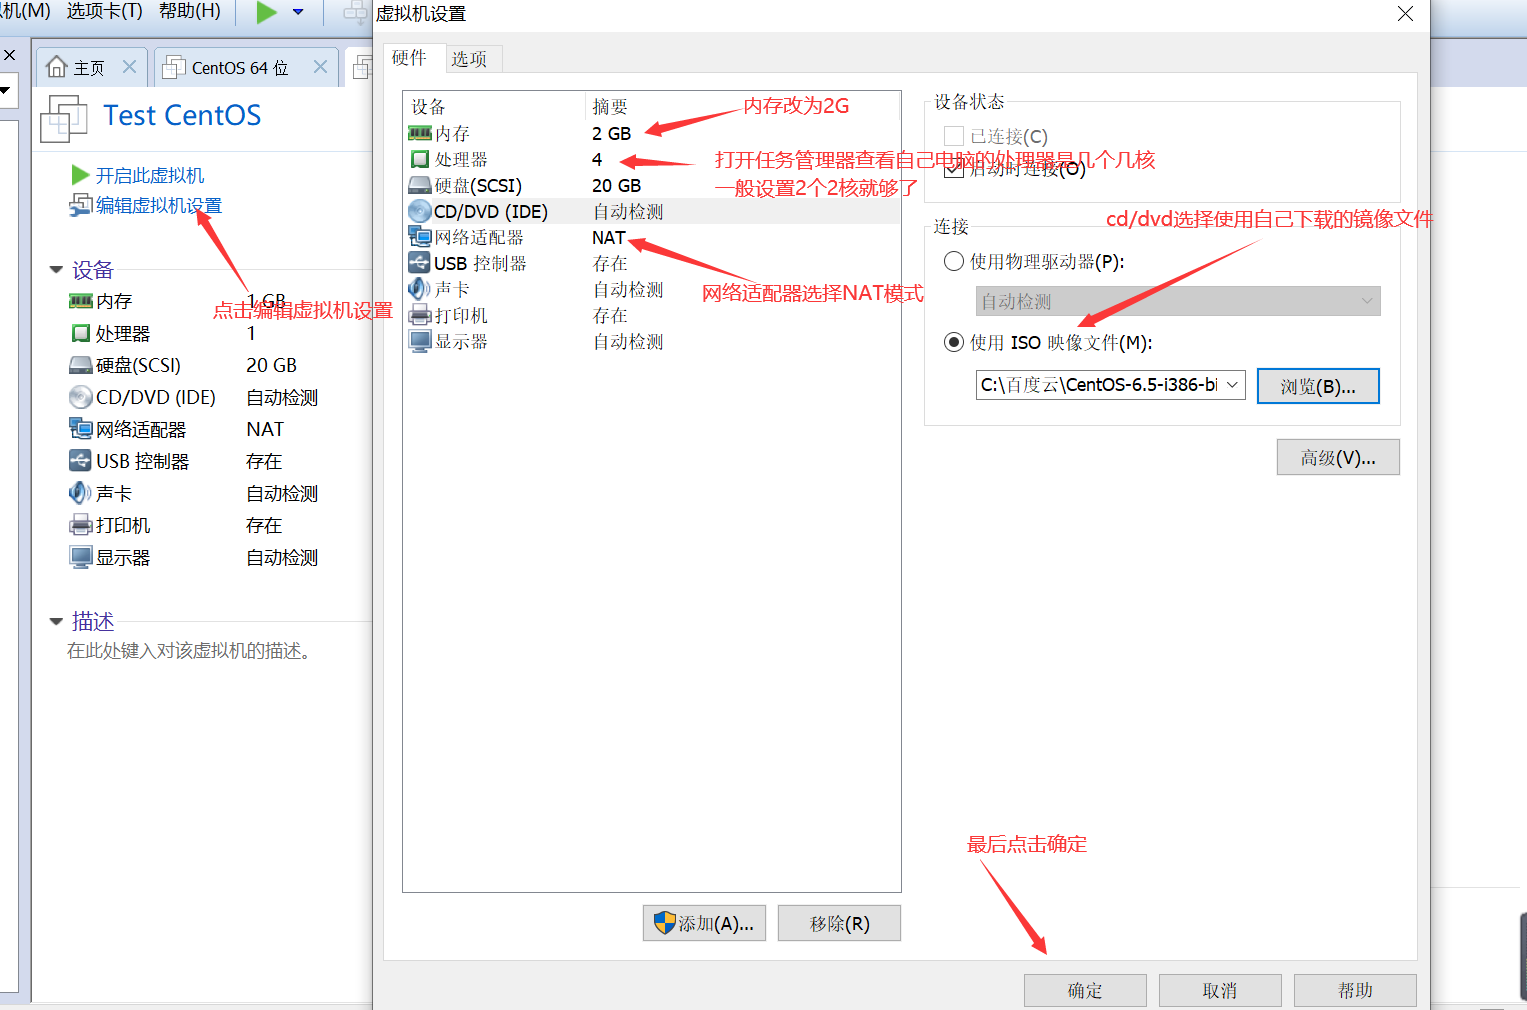 机(M) 选项卡(T) 帮助(H)
主页
CentOS 64 位
Test CentOS
开启此虚拟机
编辑虚拟机设置
点击编辑虚拟机设置
设备
内存 1 GB
处理器 1
硬盘(SCSI) 20 GB
CD/DVD (IDE) 自动检测
网络适配器 NAT
USB 控制器 存在
声卡 自动检测
打印机 存在
显示器 自动检测
描述
在此处键入对该虚拟机的描述。
虚拟机设置
硬件 选项
设备 摘要
内存 2 GB
处理器 4
硬盘(SCSI) 20 GB
CD/DVD (IDE) 自动检测
网络适配器 NAT
USB 控制器 存在
声卡 自动检测
打印机 存在
显示器 自动检测
内存改为2G
打开任务管理器查看自己电脑的处理器是几个几核
一般设置2个2核就够了
网络适配器选择NAT模式
添加(A)... 移除(R)
设备状态
已连接(C)
启动时连接(O)
cd/dvd选择使用自己下载的镜像文件
连接
使用物理驱动器(P):
自动检测
使用 ISO 映像文件(M):
C:\百度云\CentOS-6.5-i386-bi 浏览(B)...
高级(V)...
最后点击确定
确定 取消 帮助